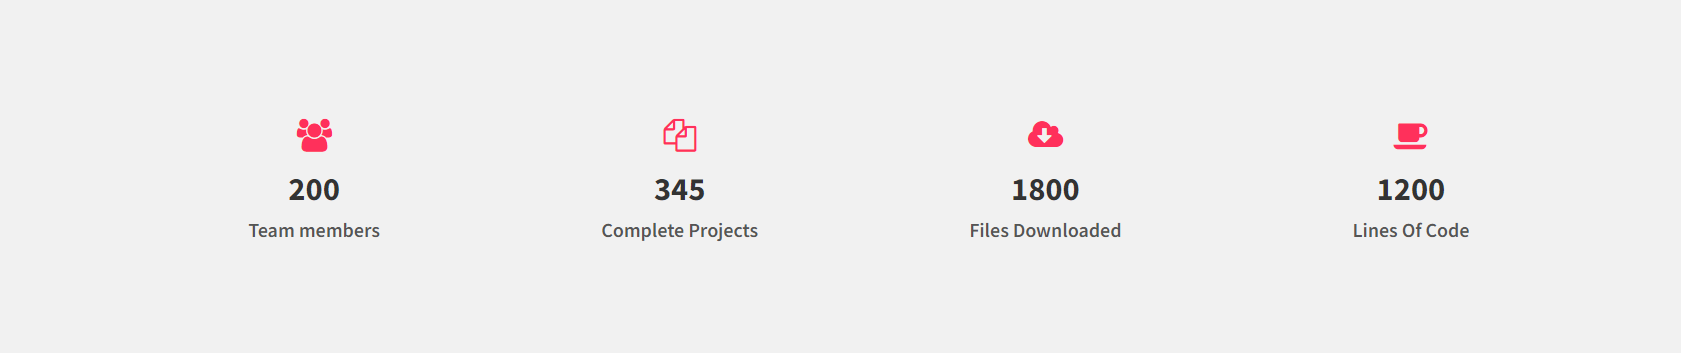 200
Team members
345
Complete Projects
1800
Files Downloaded
1200
Lines Of Code